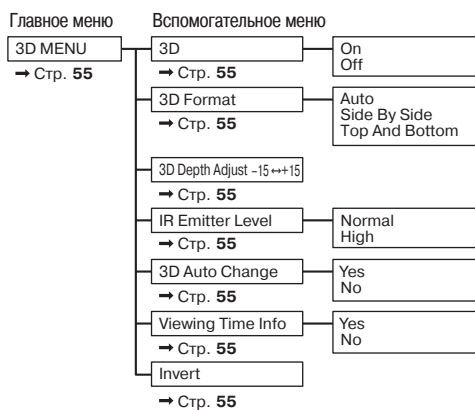 Главное меню
Вспомогательное меню
3D MENU
➞ Стр. 55
3D
➞ Стр. 55
On
Off
3D Format
➞ Стр. 55
Auto
Side By Side
Top And Bottom
3D Depth Adjust –15↔+15
➞ Стр. 55
IR Emitter Level
➞ Стр. 55
Normal
High
3D Auto Change
➞ Стр. 55
Yes
No
Viewing Time Info
➞ Стр. 55
Yes
No
Invert
➞ Стр. 55